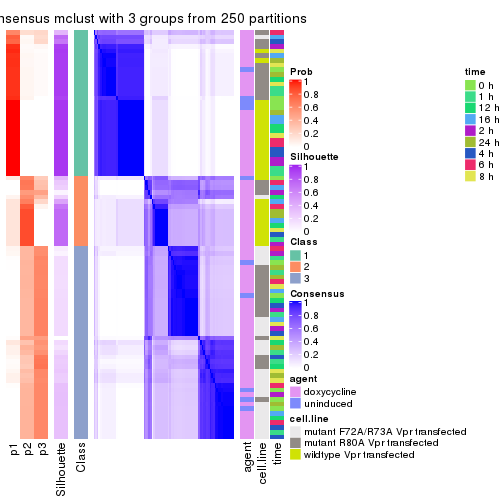 nsensus mclust with 3 groups from 250 partitions
Prob
1
0.8
0.6
0.4
0.2
0
Silhouette
1
0.8
0.6
0.4
0.2
0
Class
1
2
3
Consensus
1
0.8
0.6
0.4
0.2
0
agent
doxycycline
uninduced
cell.line
mutant F72A/R73A Vpr transfected
mutant R80A Vpr transfected
wildtype Vpr transfected
time
0 h
1 h
12 h
16 h
2 h
24 h
4 h
6 h
8 h
p1
p2
p3
Silhouette
Class
agent
cell.line
time